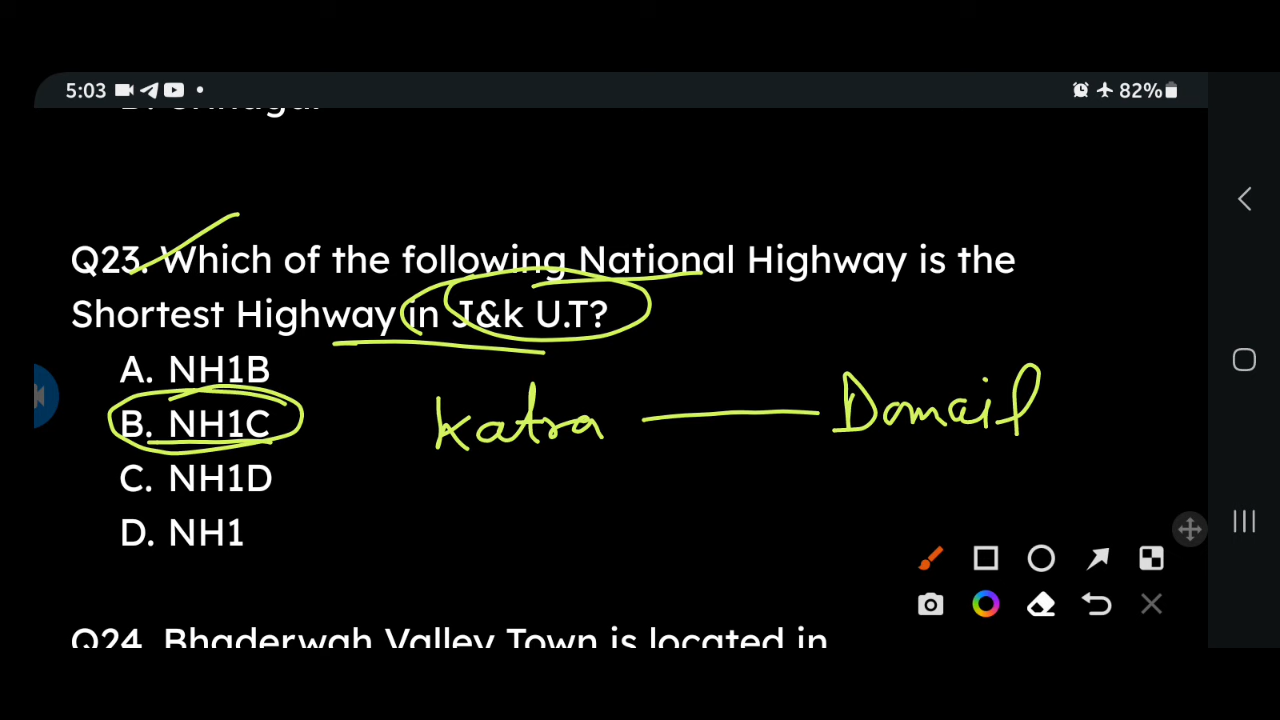 5:03 82%
Q23. Which of the following National Highway is the
Shortest Highway in J&k U.T?
A. NH1B
B. NH1C
Katra — Domail
C. NH1D
D. NH1
Q24. Bhaderwah Valley Town is located in